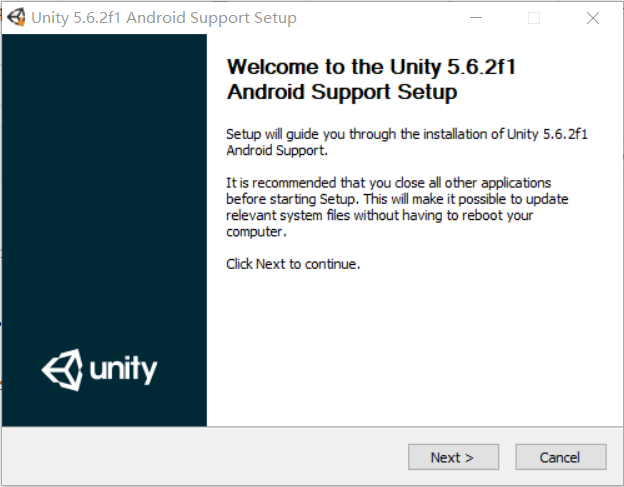 Unity 5.6.2f1 Android Support Setup
Welcome to the Unity 5.6.2f1
Android Support Setup
Setup will guide you through the installation of Unity 5.6.2f1
Android Support.
It is recommended that you close all other applications
before starting Setup. This will make it possible to update
relevant system files without having to reboot your
computer.
Click Next to continue.
unity
Next >
Cancel